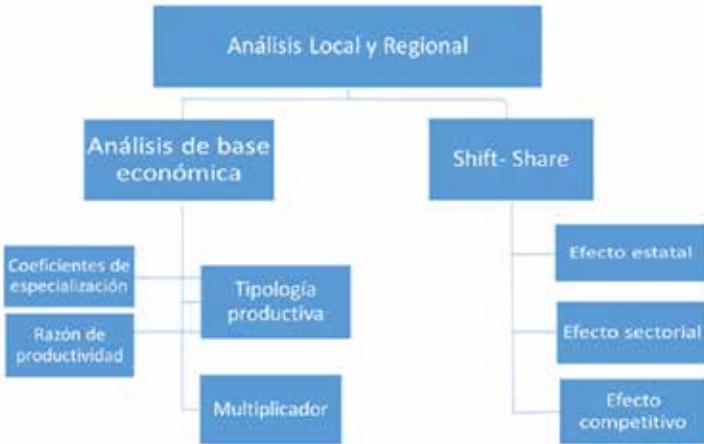 Análisis Local y Regional
Análisis de base
económica
Shift- Share
Coeficientes de
especialización
Razón de
productividad
Tipología
productiva
Multiplicador
Efecto estatal
Efecto sectorial
Efecto
competitivo